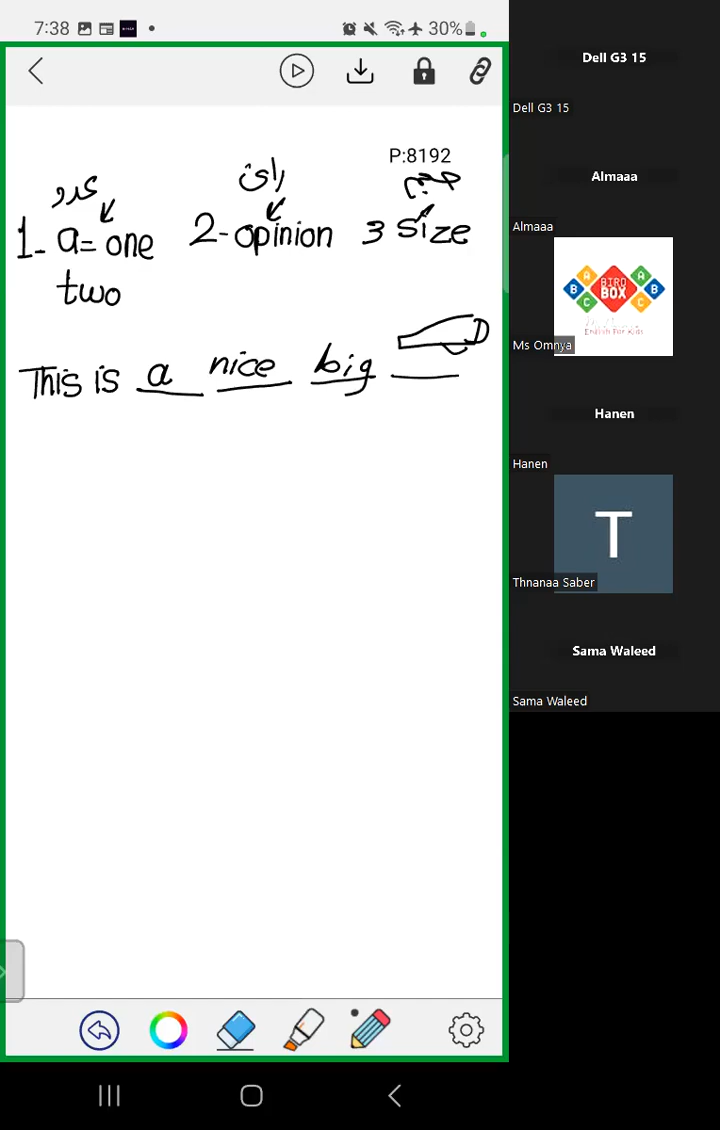 7:38 30%
P:8192
عدد رأى حجم
1- a= one 2- opinion 3 size
two
This is a nice big
Dell G3 15
Dell G3 15
Almaaa
Almaaa
A B C BIRD BOX A B C
English For Kids
Ms Omnya
Hanen
Hanen
T
Thnanaa Saber
Sama Waleed
Sama Waleed